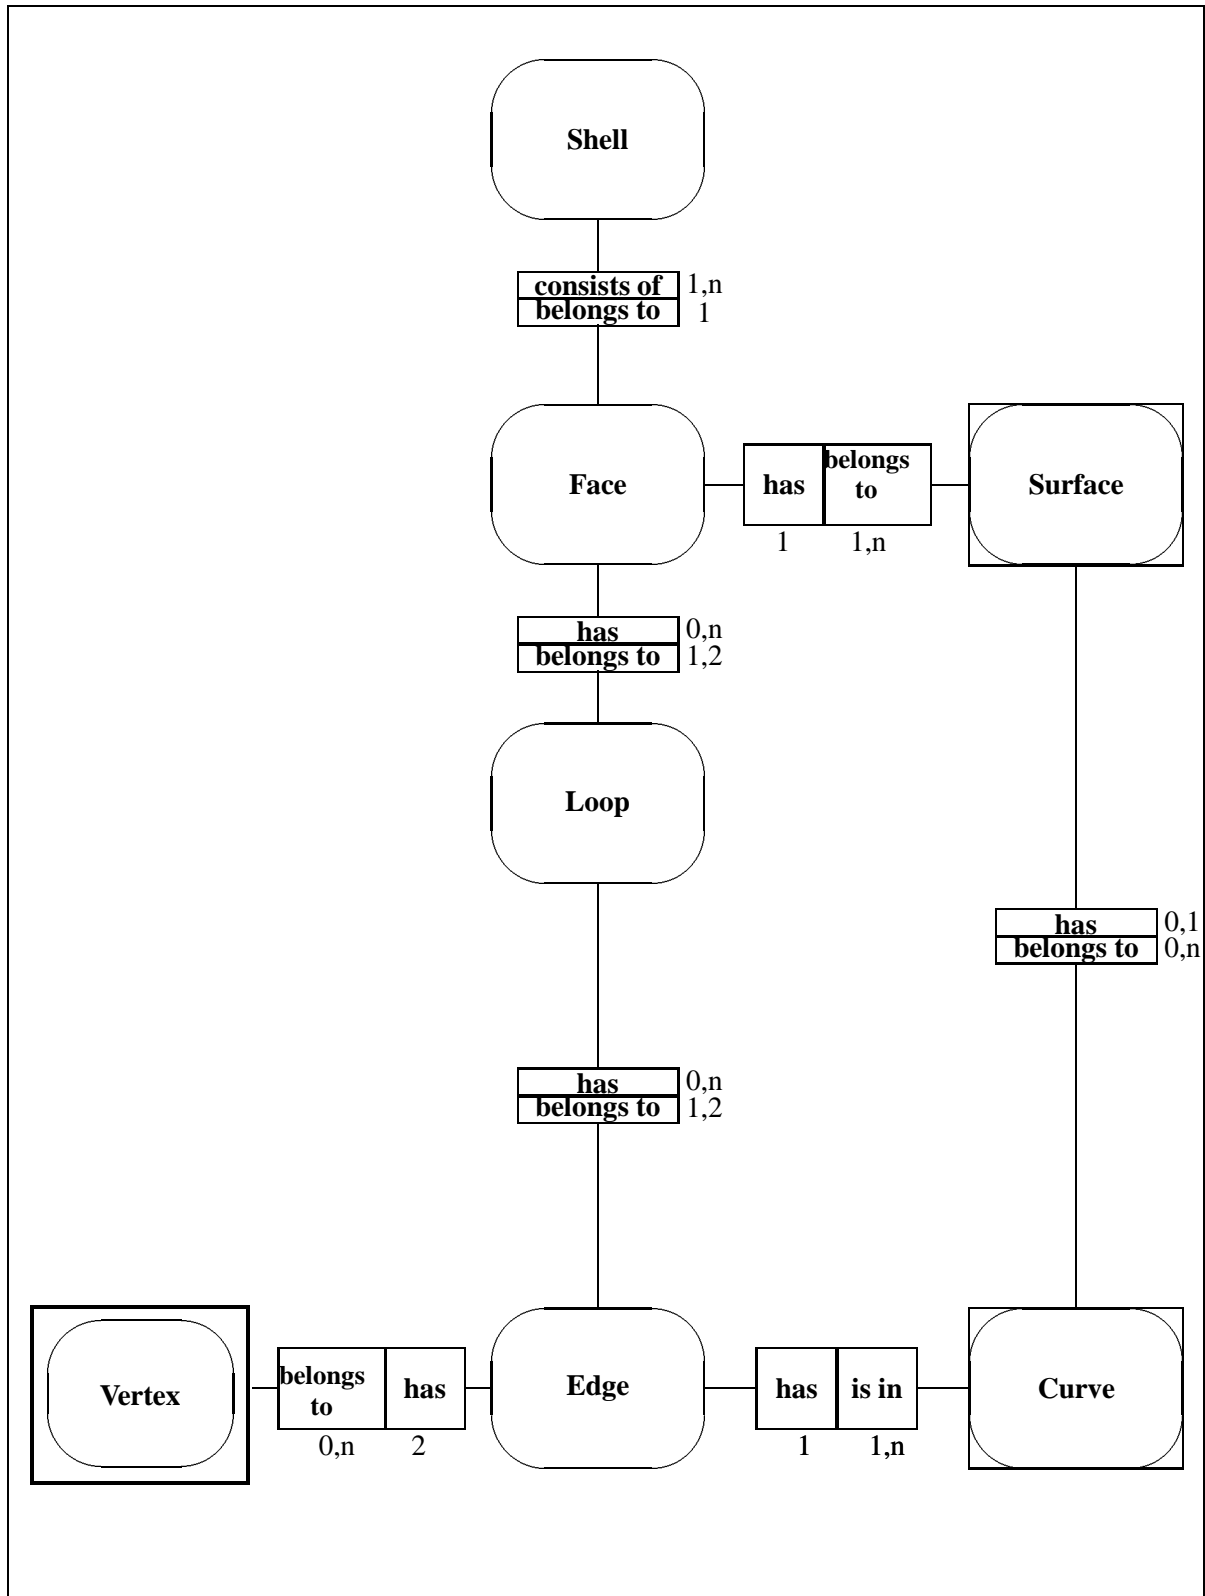 Shell
consists of 1,n
belongs to 1
Face
has
belongs
to
Surface
1
1,n
has 0,n
belongs to 1,2
Loop
has 0,1
belongs to 0,n
has 0,n
belongs to 1,2
Vertex
belongs
to
has
Edge
has
is in
Curve
0,n
2
1
1,n